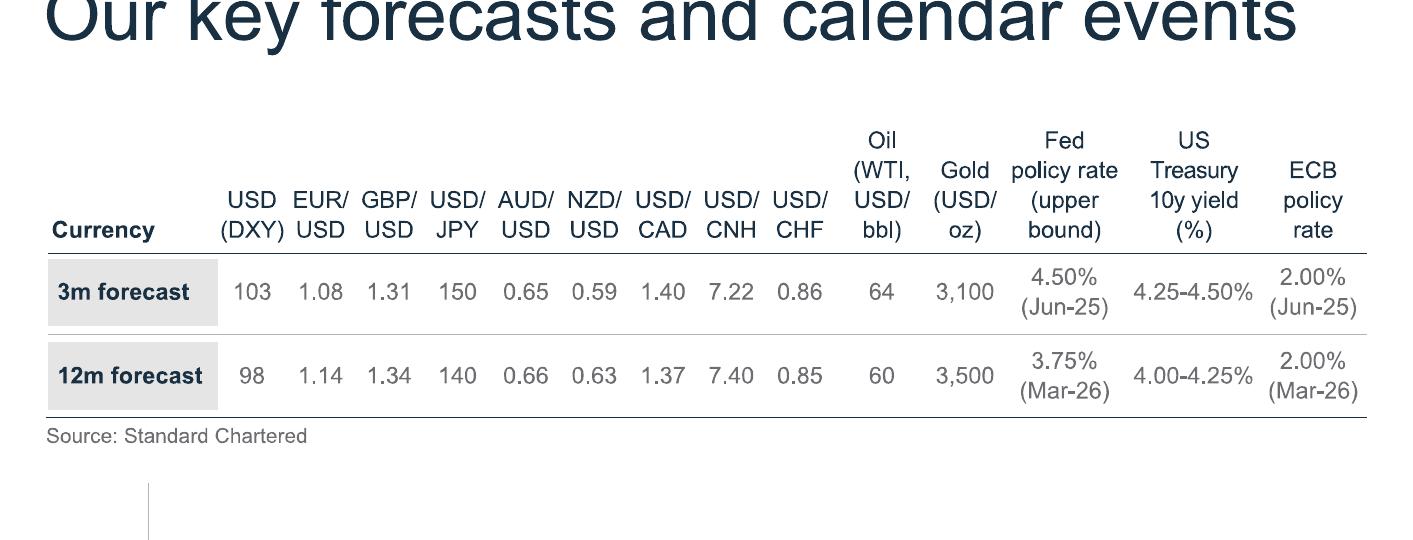 Our key forecasts and calendar events
Oil
Fed
US
(WTI,
Gold
policy rate
Treasury
ECB
USD EUR/ GBP/ USD/ AUD/ NZD/ USD/ USD/ USD/ USD/ (USD/ (upper 10y yield policy
Currency (DXY) USD USD JPY USD USD CAD CNH CHF bbl) oz) bound) (%) rate
3m forecast 103 1.08 1.31 150 0.65 0.59 1.40 7.22 0.86 64 3,100 4.50% (Jun-25) 4.25-4.50% 2.00% (Jun-25)
12m forecast 98 1.14 1.34 140 0.66 0.63 1.37 7.40 0.85 60 3,500 3.75% (Mar-26) 4.00-4.25% 2.00% (Mar-26)
Source: Standard Chartered